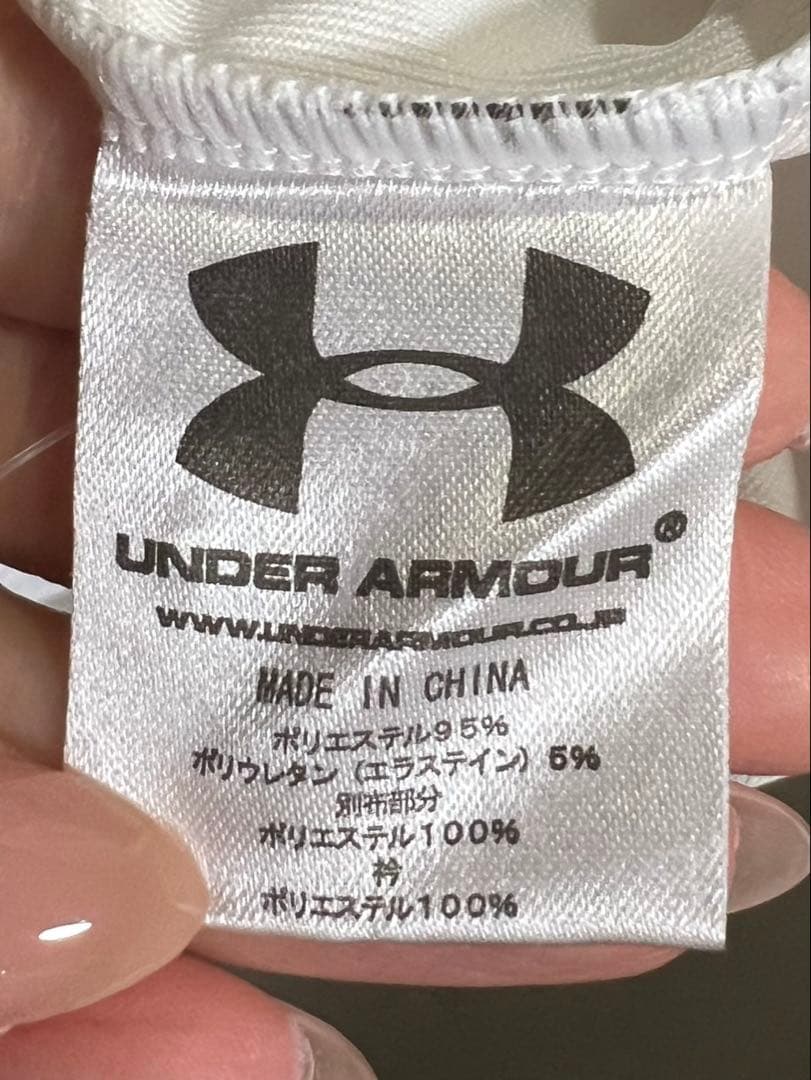 UNDER ARMOUR®
WWW.UNDERARMOUR.CO.JP
MADE IN CHINA
ポリエステル95%
ポリウレタン (エラステイン) 5%
別布部分
ポリエステル100%
衿
ポリエステル100%